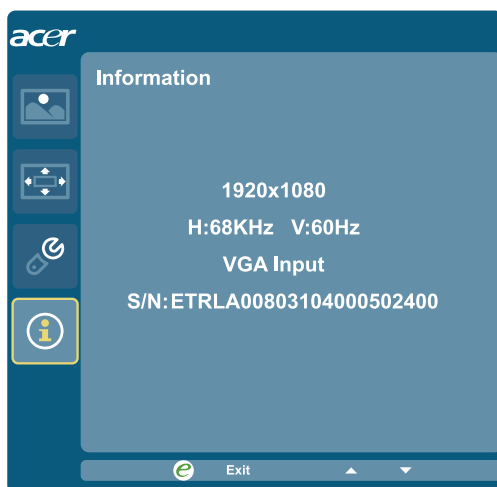 acer
Information
1920x1080
H:68KHz V:60Hz
VGA Input
S/N:ETRLA00803104000502400
e Exit